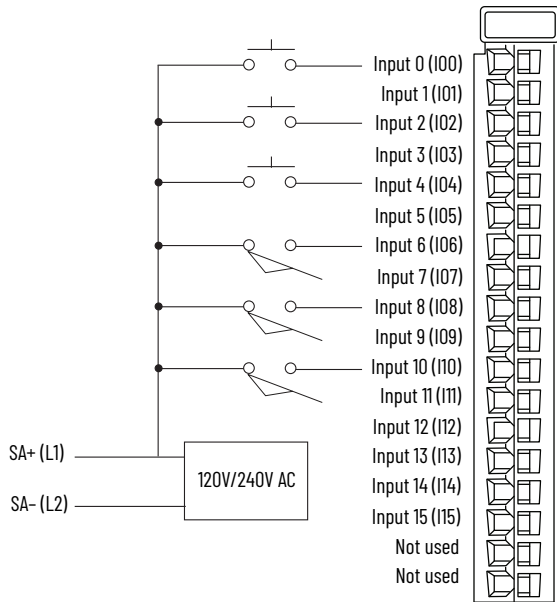 Input 0 (I00)
Input 1 (I01)
Input 2 (I02)
Input 3 (I03)
Input 4 (I04)
Input 5 (I05)
Input 6 (I06)
Input 7 (I07)
Input 8 (I08)
Input 9 (I09)
Input 10 (I10)
Input 11 (I11)
Input 12 (I12)
Input 13 (I13)
Input 14 (I14)
Input 15 (I15)
Not used
Not used
SA+ (L1)
120V/240V AC
SA– (L2)